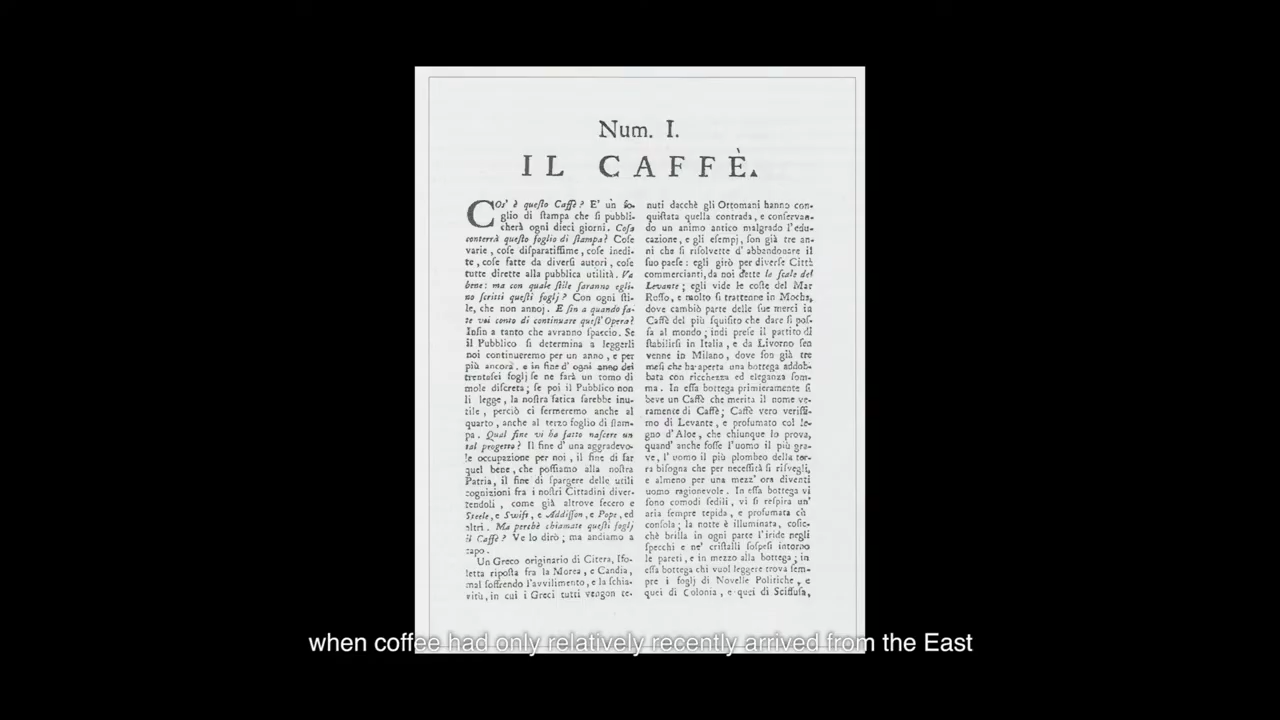 Num. I.
IL CAFFÈ.
COs' è queſto Caffè? E' un fo-
glio di ſtampa che ſi pubbli-
cherà ogni dieci giorni. Coſa
conterrà queſto foglio di ſtampa? Coſe
varie, coſe diſparatiſſime, coſe inedi-
te, coſe fatte da diverſi autori, coſe
tutte dirette alla pubblica utilità. Va
bene: ma con quale ſtile ſaranno egli-
no ſcritti queſti foglj? Con ogni ſti-
le, che non annoj. E ſin a quando fa-
te voi conto di continuare queſt' Opera?
Inſin a tanto che avranno ſpaccio. Se
il Pubblico ſi determina a leggerli
noi continueremo per un anno, e per
più ancora, e in fine d' ogni anno dei
trentaſei foglj ſe ne farà un tomo di
mole diſcreta; ſe poi il Pubblico non
li legge, la noſtra fatica ſarebbe inu-
tile, perciò ci fermeremo anche al
quarto, anche al terzo foglio di ſtam-
pa. Qual fine vi ha fatto naſcere un
tal progetto? Il fine d' una aggradevo-
le occupazione per noi, il fine di far
quel bene, che poſſiamo alla noſtra
Patria, il fine di ſpargere delle utili
cognizioni fra i noſtri Cittadini diver-
tendoli, come già altrove fecero e
Steele, e Swift, e Addiſſon, e Pope, ed
altri. Ma perchè chiamate queſti foglj
il Caffè? Ve lo dirò; ma andiamo a
capo.
Un Greco originario di Citera, Iſo-
letta ripoſta fra la Morea, e Candia,
mal ſoffrendo l'avvilimento, e la ſchia-
vitù, in cui i Greci tutti vengon te-
nuti dacchè gli Ottomani hanno con-
quiſtata quella contrada, e conſervan-
do un animo antico malgrado l'edu-
cazione, e gli eſempj, ſon già tre an-
ni che ſi riſolvette d' abbandonare il
ſuo paeſe: egli girò per diverſe Città
commercianti, da noi dette le ſcale del
Levante; egli vide le coſte del Mar
Roſſo, e molto ſi trattenne in Mocha,
dove cambiò parte delle ſue merci in
Caffè del più ſquiſito che dare ſi poſ-
ſa al mondo; indi preſe il partito di
ſtabilirſi in Italia, e da Livorno ſen
venne in Milano, dove ſon già tre
meſi che ha aperta una bottega addob-
bata con ricchezza ed eleganza ſom-
ma. In eſſa bottega primieramente ſi
beve un Caffè che merita il nome ve-
ramente di Caffè; Caffè vero veriſſi-
mo di Levante, e profumato col le-
gno d'Aloe, che chiunque lo prova,
quand' anche foſſe l'uomo il più gra-
ve, l' uomo il più plombeo della ter-
ra biſogna che per neceſſità ſi riſvegli,
e almeno per una mezz' ora diventi
uomo ragionevole. In eſſa bottega vi
ſono comodi ſedili, vi ſi reſpira un'
aria ſempre tepida, e profumata che
conſola; la notte è illuminata, coſic-
chè brilla in ogni parte l'iride negli
ſpecchi e ne' criſtalli ſoſpeſi intorno
le pareti, e in mezzo alla bottega; in
eſſa bottega chi vuol leggere trova ſem-
pre i foglj di Novelle Politiche, e
quei di Colonia, e quei di Sciffuſa,
when coffee had only relatively recently arrived from the East